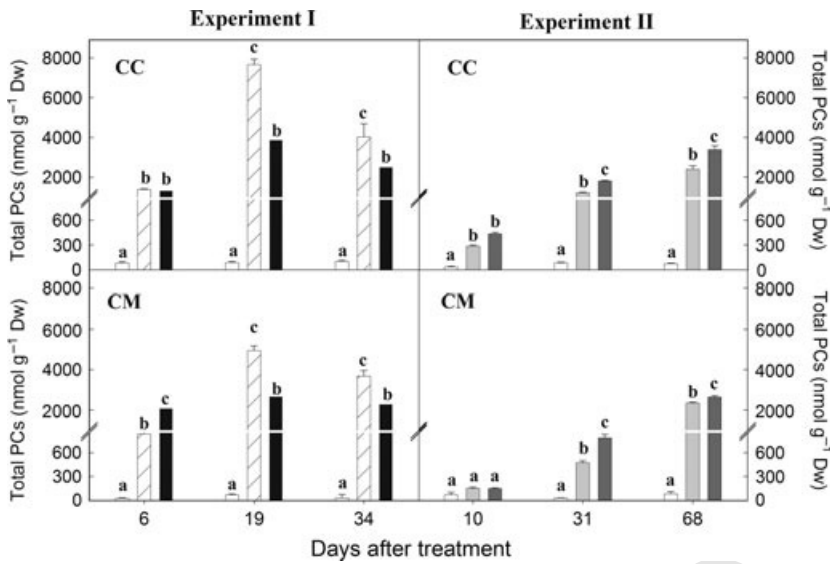 Experiment I
Experiment II
CC
CC
Total PCs (nmol g⁻¹ Dw)
8000
6000
4000
2000
600
300
0
a b b
a c b
a c b
a b b
a b c
a b c
8000
6000
4000
2000
600
300
0
Total PCs (nmol g⁻¹ Dw)
CM
CM
Total PCs (nmol g⁻¹ Dw)
8000
6000
4000
2000
600
300
0
a b c
a c b
a c b
a a a
a b c
a b c
8000
6000
4000
2000
600
300
0
Total PCs (nmol g⁻¹ Dw)
6 19 34 10 31 68
Days after treatment